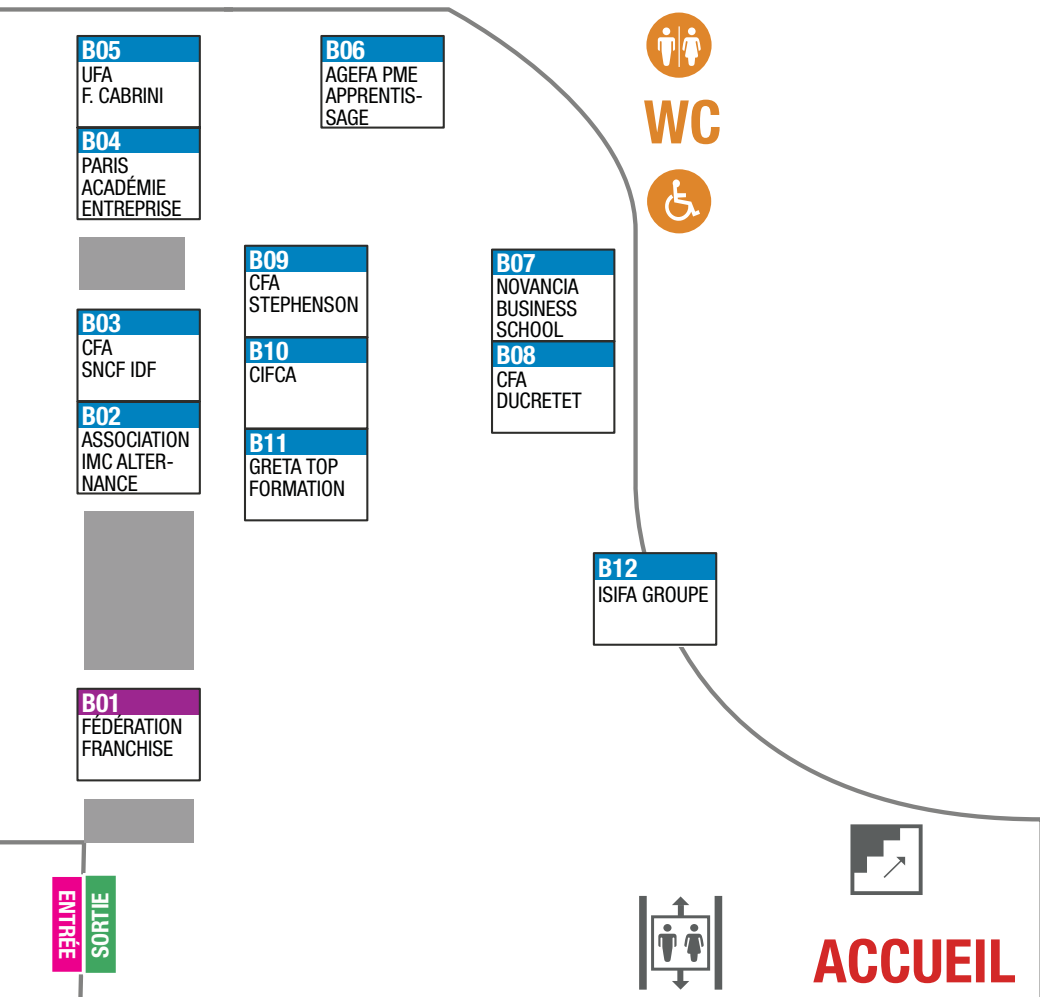 B05
UFA
F. CABRINI
B06
AGEFA PME
APPRENTIS-
SAGE
WC
B04
PARIS
ACADÉMIE
ENTREPRISE
B09
CFA
STEPHENSON
B07
NOVANCIA
BUSINESS
SCHOOL
B03
CFA
SNCF IDF
B10
CIFCA
B08
CFA
DUCRETET
B02
ASSOCIATION
IMC ALTER-
NANCE
B11
GRETA TOP
FORMATION
B12
ISIFA GROUPE
B01
FÉDÉRATION
FRANCHISE
ENTRÉE
SORTIE
ACCUEIL